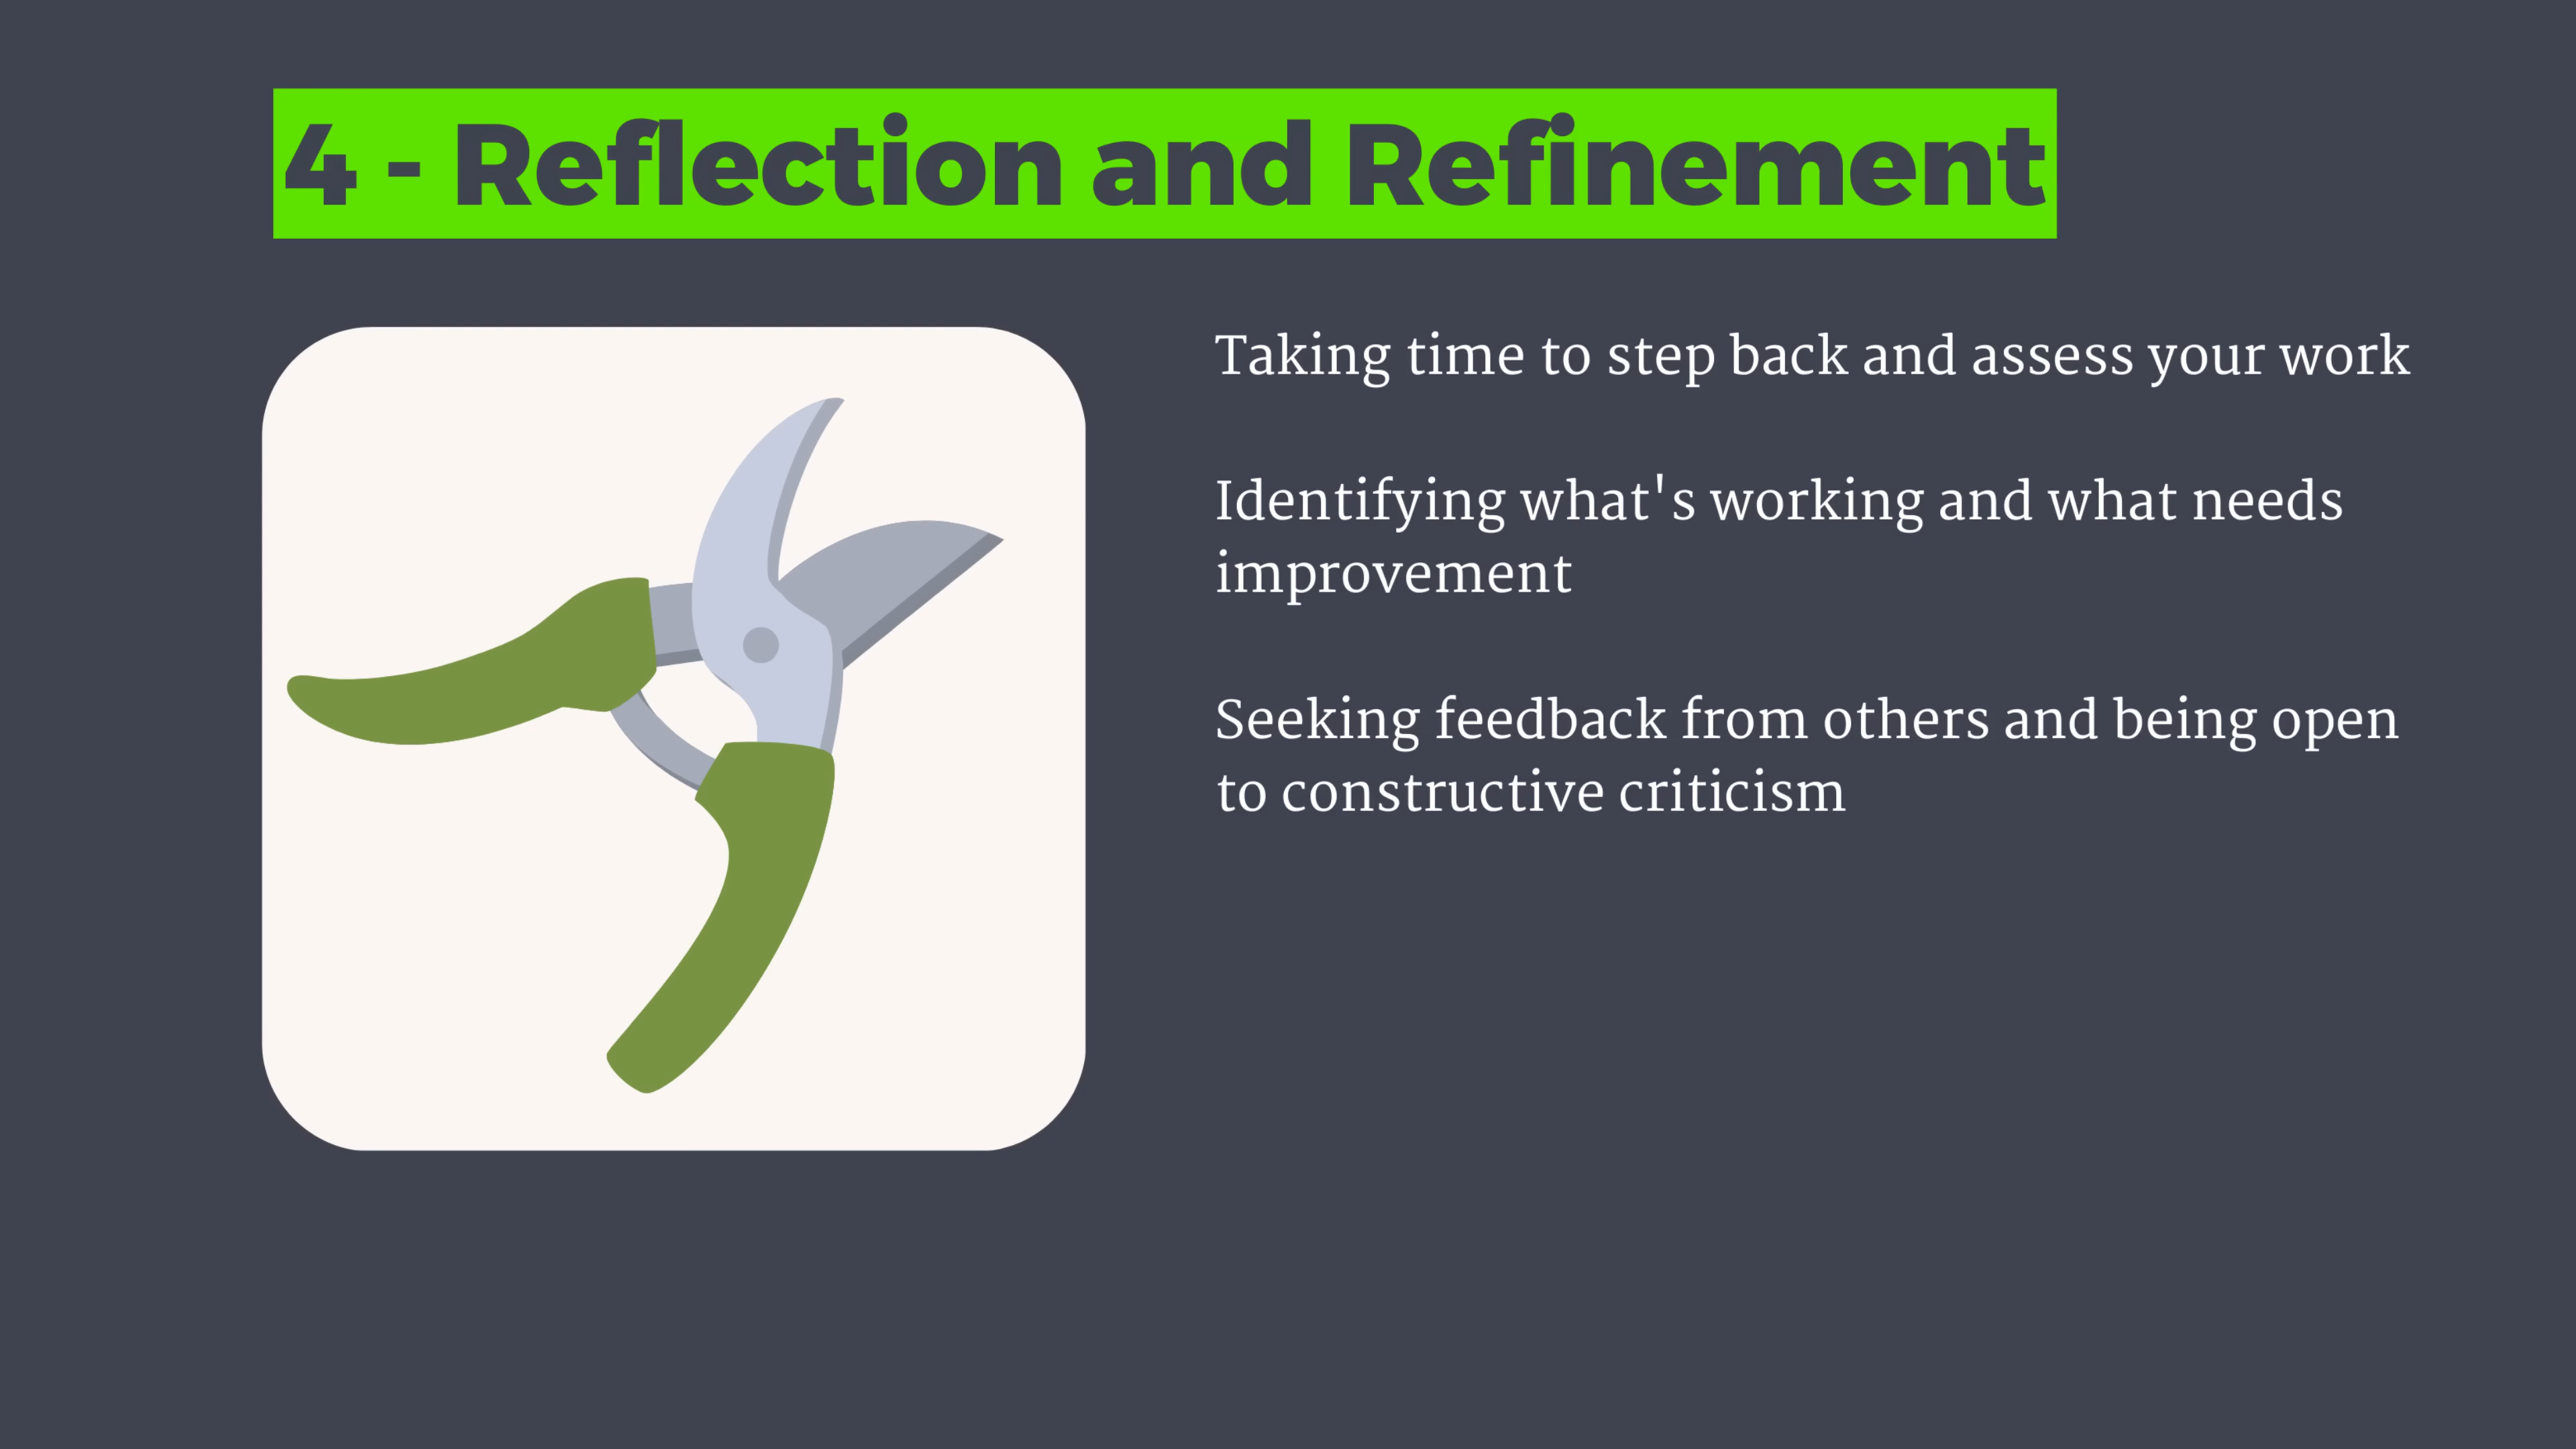 4 - Reflection and Refinement
Taking time to step back and assess your work
Identifying what's working and what needs
improvement
Seeking feedback from others and being open
to constructive criticism